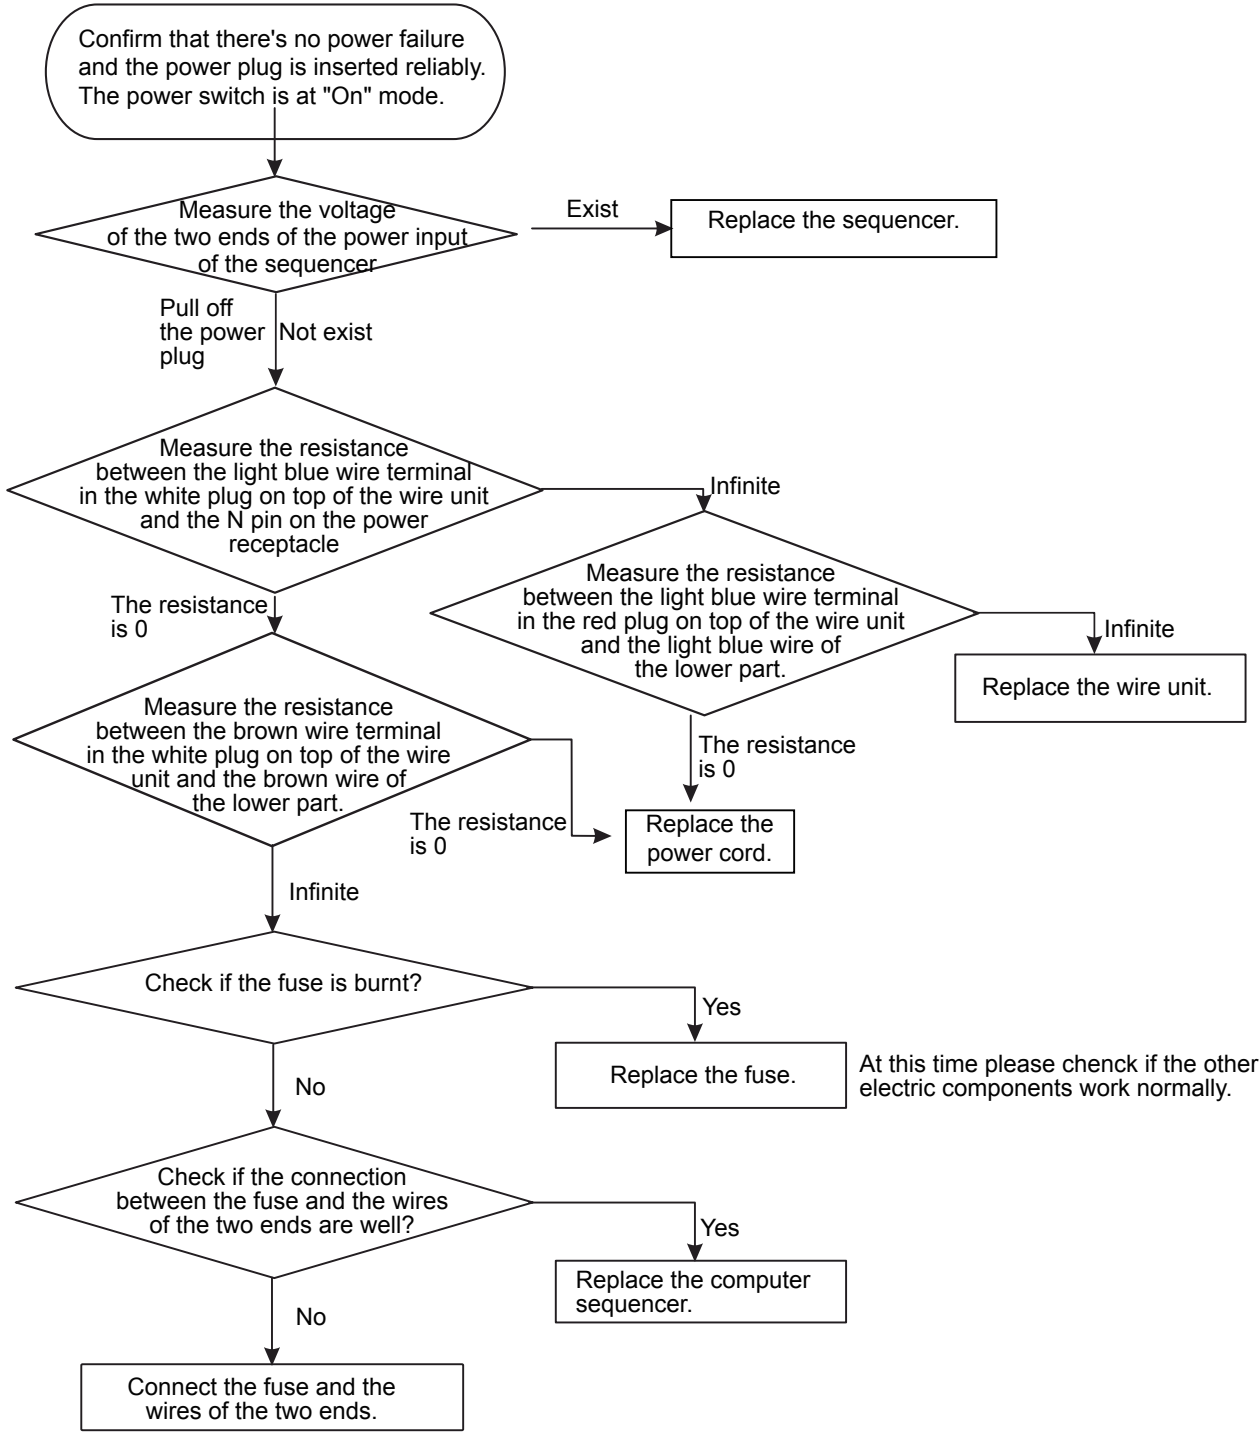 Confirm that there's no power failure
and the power plug is inserted reliably.
The power switch is at "On" mode.
Measure the voltage
of the two ends of the power input
of the sequencer
Exist
Replace the sequencer.
Pull off
the power
plug
Not exist
Measure the resistance
between the light blue wire terminal
in the white plug on top of the wire unit
and the N pin on the power
receptacle
Infinite
Measure the resistance
between the light blue wire terminal
in the red plug on top of the wire unit
and the light blue wire of
the lower part.
Infinite
Replace the wire unit.
The resistance
is 0
The resistance
is 0
Replace the
power cord.
Measure the resistance
between the brown wire terminal
in the white plug on top of the wire
unit and the brown wire of
the lower part.
The resistance
is 0
Infinite
Check if the fuse is burnt?
Yes
Replace the fuse.
At this time please chenck if the other
electric components work normally.
No
Check if the connection
between the fuse and the wires
of the two ends are well?
Yes
Replace the computer
sequencer.
No
Connect the fuse and the
wires of the two ends.